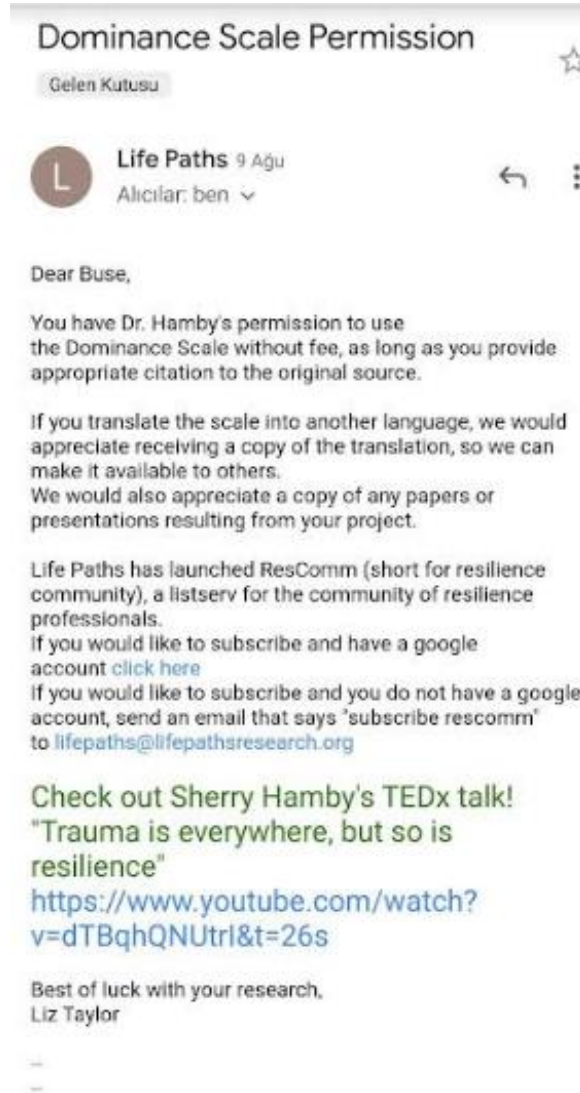 Dominance Scale Permission
Gelen Kutusu
L
Life Paths 9 Ağu
Alıcılar: ben
Dear Buse,
You have Dr. Hamby's permission to use
the Dominance Scale without fee, as long as you provide
appropriate citation to the original source.
If you translate the scale into another language, we would
appreciate receiving a copy of the translation, so we can
make it available to others.
We would also appreciate a copy of any papers or
presentations resulting from your project.
Life Paths has launched ResComm (short for resilience
community), a listserv for the community of resilience
professionals.
If you would like to subscribe and have a google
account click here
If you would like to subscribe and you do not have a google
account, send an email that says "subscribe rescomm"
to lifepaths@lifepathsresearch.org
Check out Sherry Hamby's TEDx talk!
"Trauma is everywhere, but so is
resilience"
https://www.youtube.com/watch?
v=dTBqhQNUtrI&t=26s
Best of luck with your research,
Liz Taylor
--
--